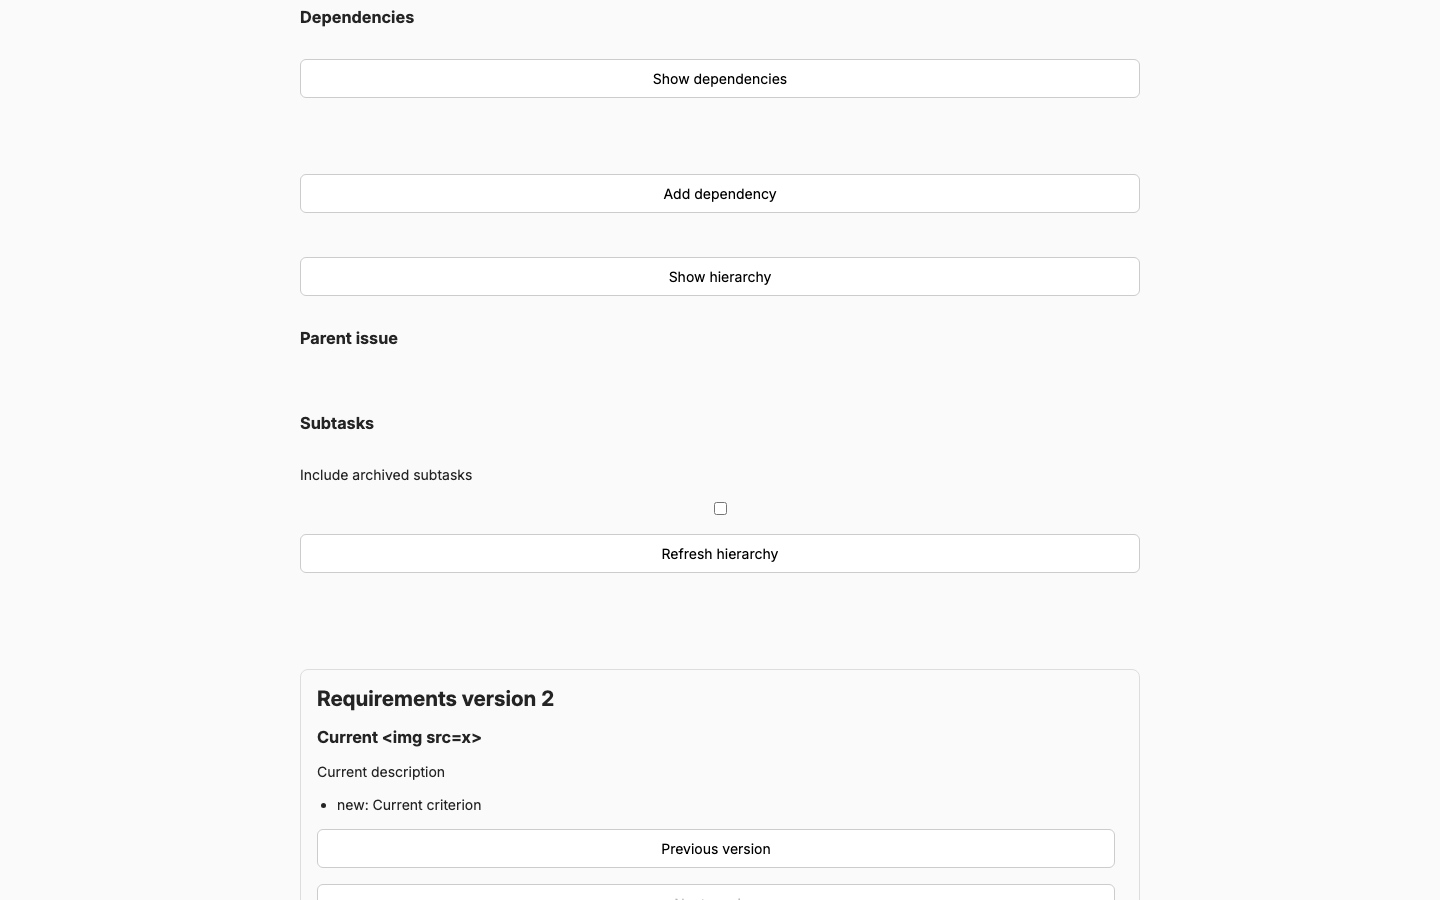 Dependencies
Show dependencies
Add dependency
Show hierarchy
Parent issue
Subtasks
Include archived subtasks
Refresh hierarchy
Requirements version 2
Current <img src=x>
Current description
new: Current criterion
Previous version